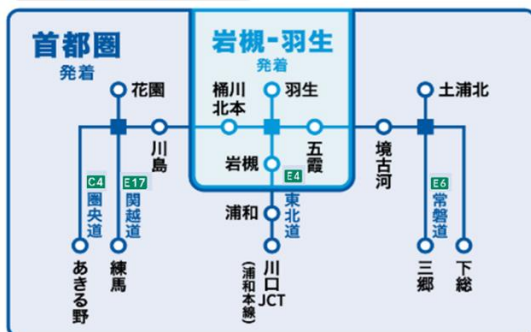 首都圏
発着
岩槻-羽生
発着
花園
川島
桶川
北本
羽生
岩槻
五霞
境古河
土浦北
C4
圏央道
E17
関越道
E4
東北道
E6
常磐道
浦和
あきる野
練馬
川口
JCT
(浦和本線)
三郷
下総